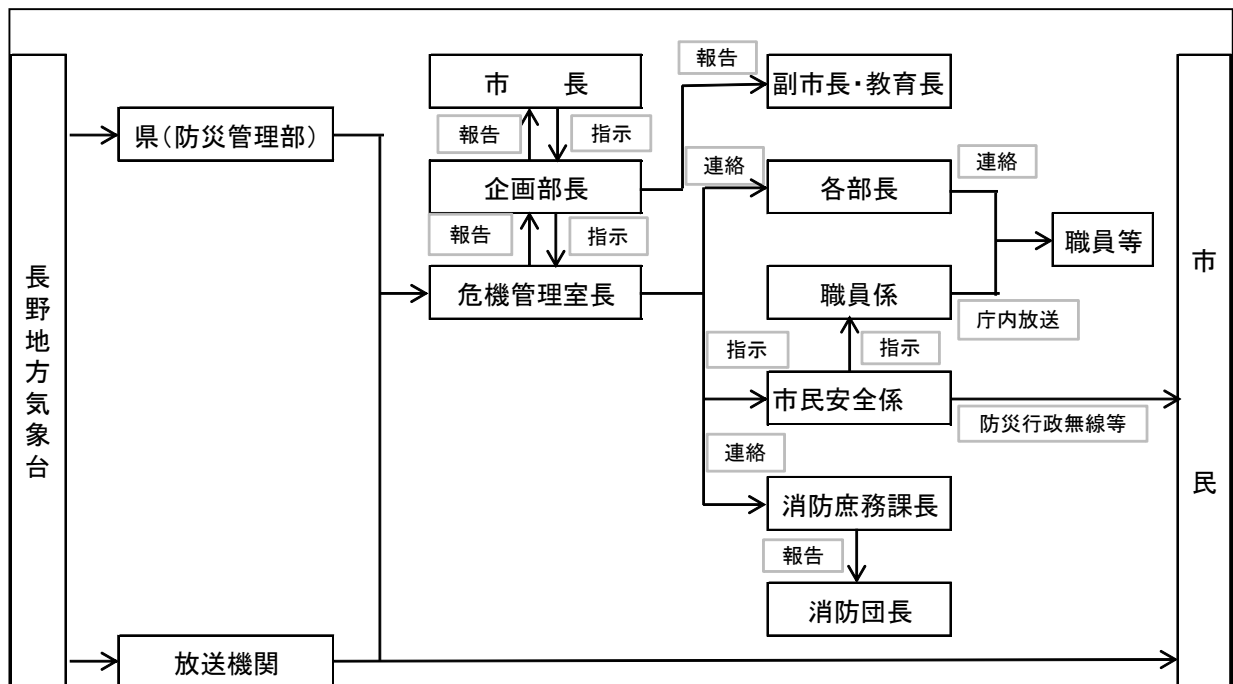 長野地方気象台
県（防災管理部）
放送機関
市　長
報告
指示
企画部長
報告
指示
危機管理室長
報告
副市長・教育長
連絡
各部長
連絡
職員等
職員係
庁内放送
指示
指示
市民安全係
防災行政無線等
連絡
消防庶務課長
報告
消防団長
市民